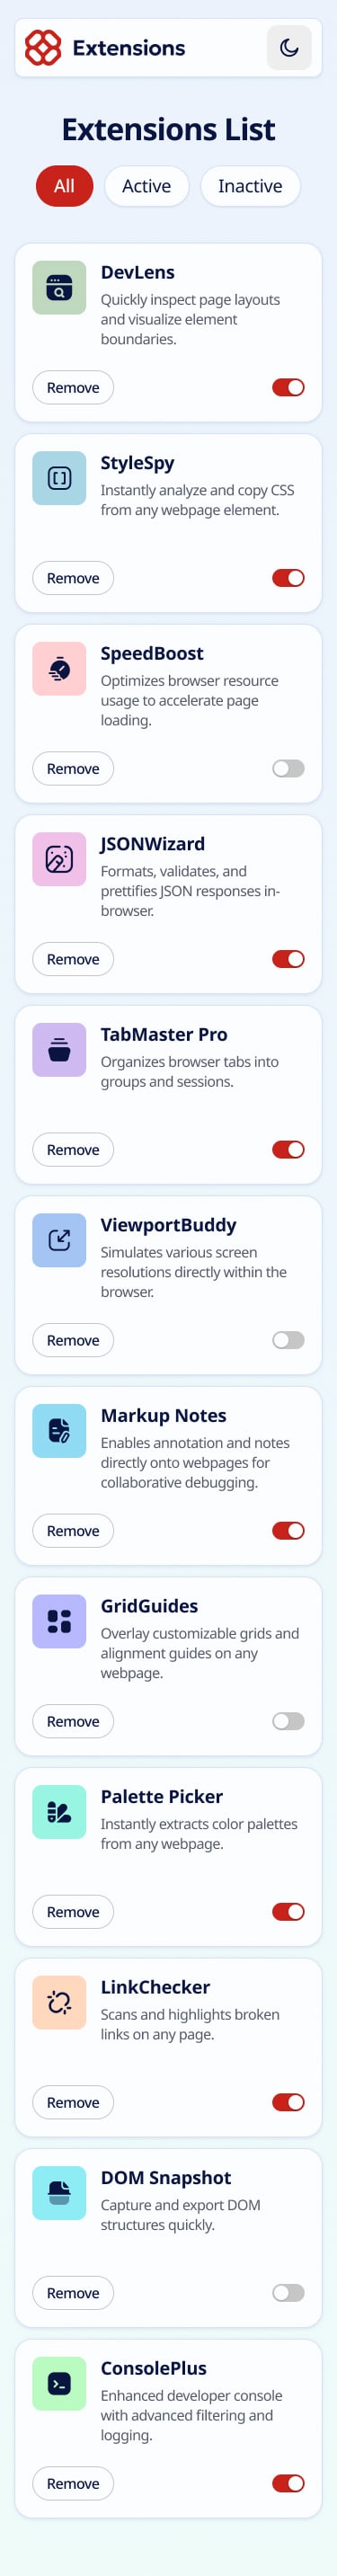 Extensions
Extensions List
All
Active
Inactive
DevLens
Quickly inspect page layouts
and visualize element
boundaries.
Remove
StyleSpy
Instantly analyze and copy CSS
from any webpage element.
Remove
SpeedBoost
Optimizes browser resource
usage to accelerate page
loading.
Remove
JSONWizard
Formats, validates, and
prettifies JSON responses in-
browser.
Remove
TabMaster Pro
Organizes browser tabs into
groups and sessions.
Remove
ViewportBuddy
Simulates various screen
resolutions directly within the
browser.
Remove
Markup Notes
Enables annotation and notes
directly onto webpages for
collaborative debugging.
Remove
GridGuides
Overlay customizable grids and
alignment guides on any
webpage.
Remove
Palette Picker
Instantly extracts color palettes
from any webpage.
Remove
LinkChecker
Scans and highlights broken
links on any page.
Remove
DOM Snapshot
Capture and export DOM
structures quickly.
Remove
ConsolePlus
Enhanced developer console
with advanced filtering and
logging.
Remove